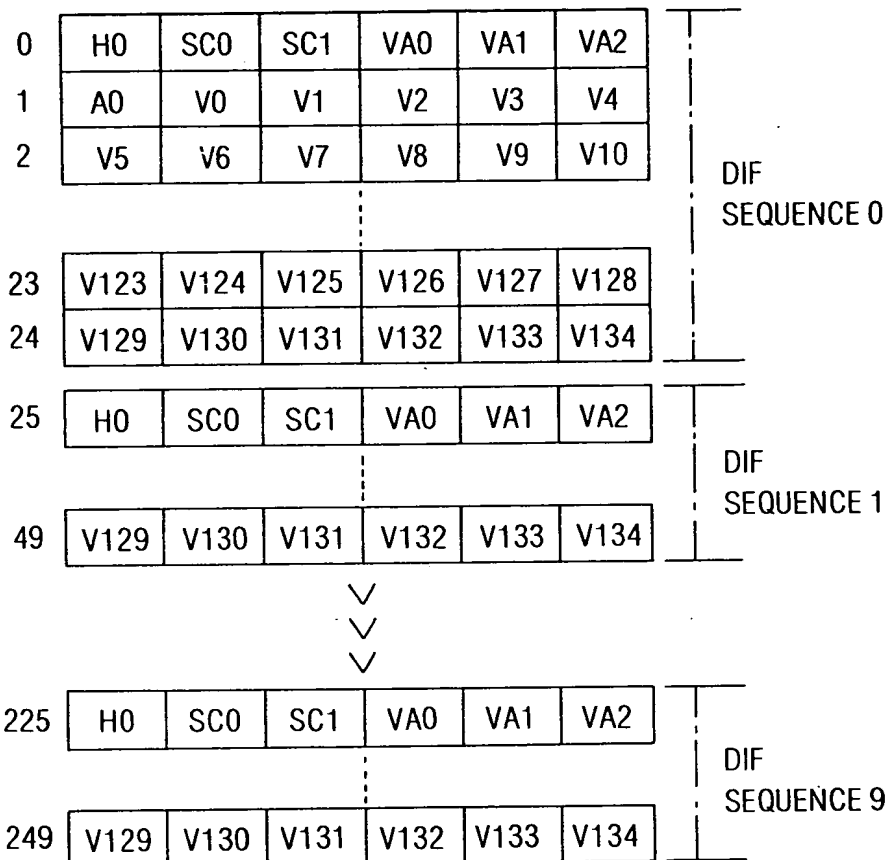 0 H0 SC0 SC1 VA0 VA1 VA2
1 A0 V0 V1 V2 V3 V4
2 V5 V6 V7 V8 V9 V10
DIF
SEQUENCE 0
23 V123 V124 V125 V126 V127 V128
24 V129 V130 V131 V132 V133 V134
25 H0 SC0 SC1 VA0 VA1 VA2
DIF
SEQUENCE 1
49 V129 V130 V131 V132 V133 V134
225 H0 SC0 SC1 VA0 VA1 VA2
DIF
SEQUENCE 9
249 V129 V130 V131 V132 V133 V134